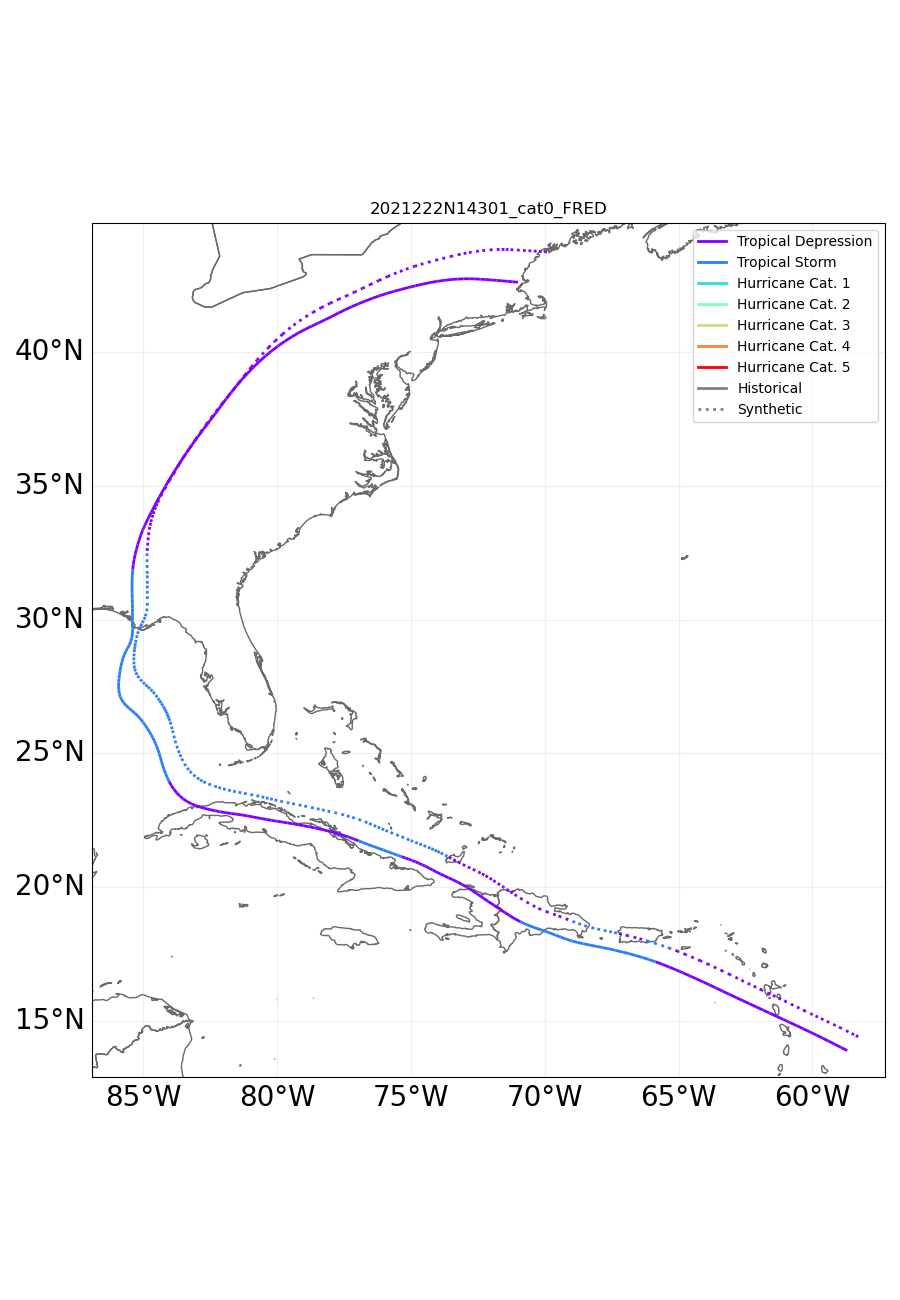 2021222N14301_cat0_FRED
Tropical Depression
Tropical Storm
Hurricane Cat. 1
Hurricane Cat. 2
Hurricane Cat. 3
Hurricane Cat. 4
Hurricane Cat. 5
Historical
Synthetic
40°N
35°N
30°N
25°N
20°N
15°N
85°W 80°W 75°W 70°W 65°W 60°W